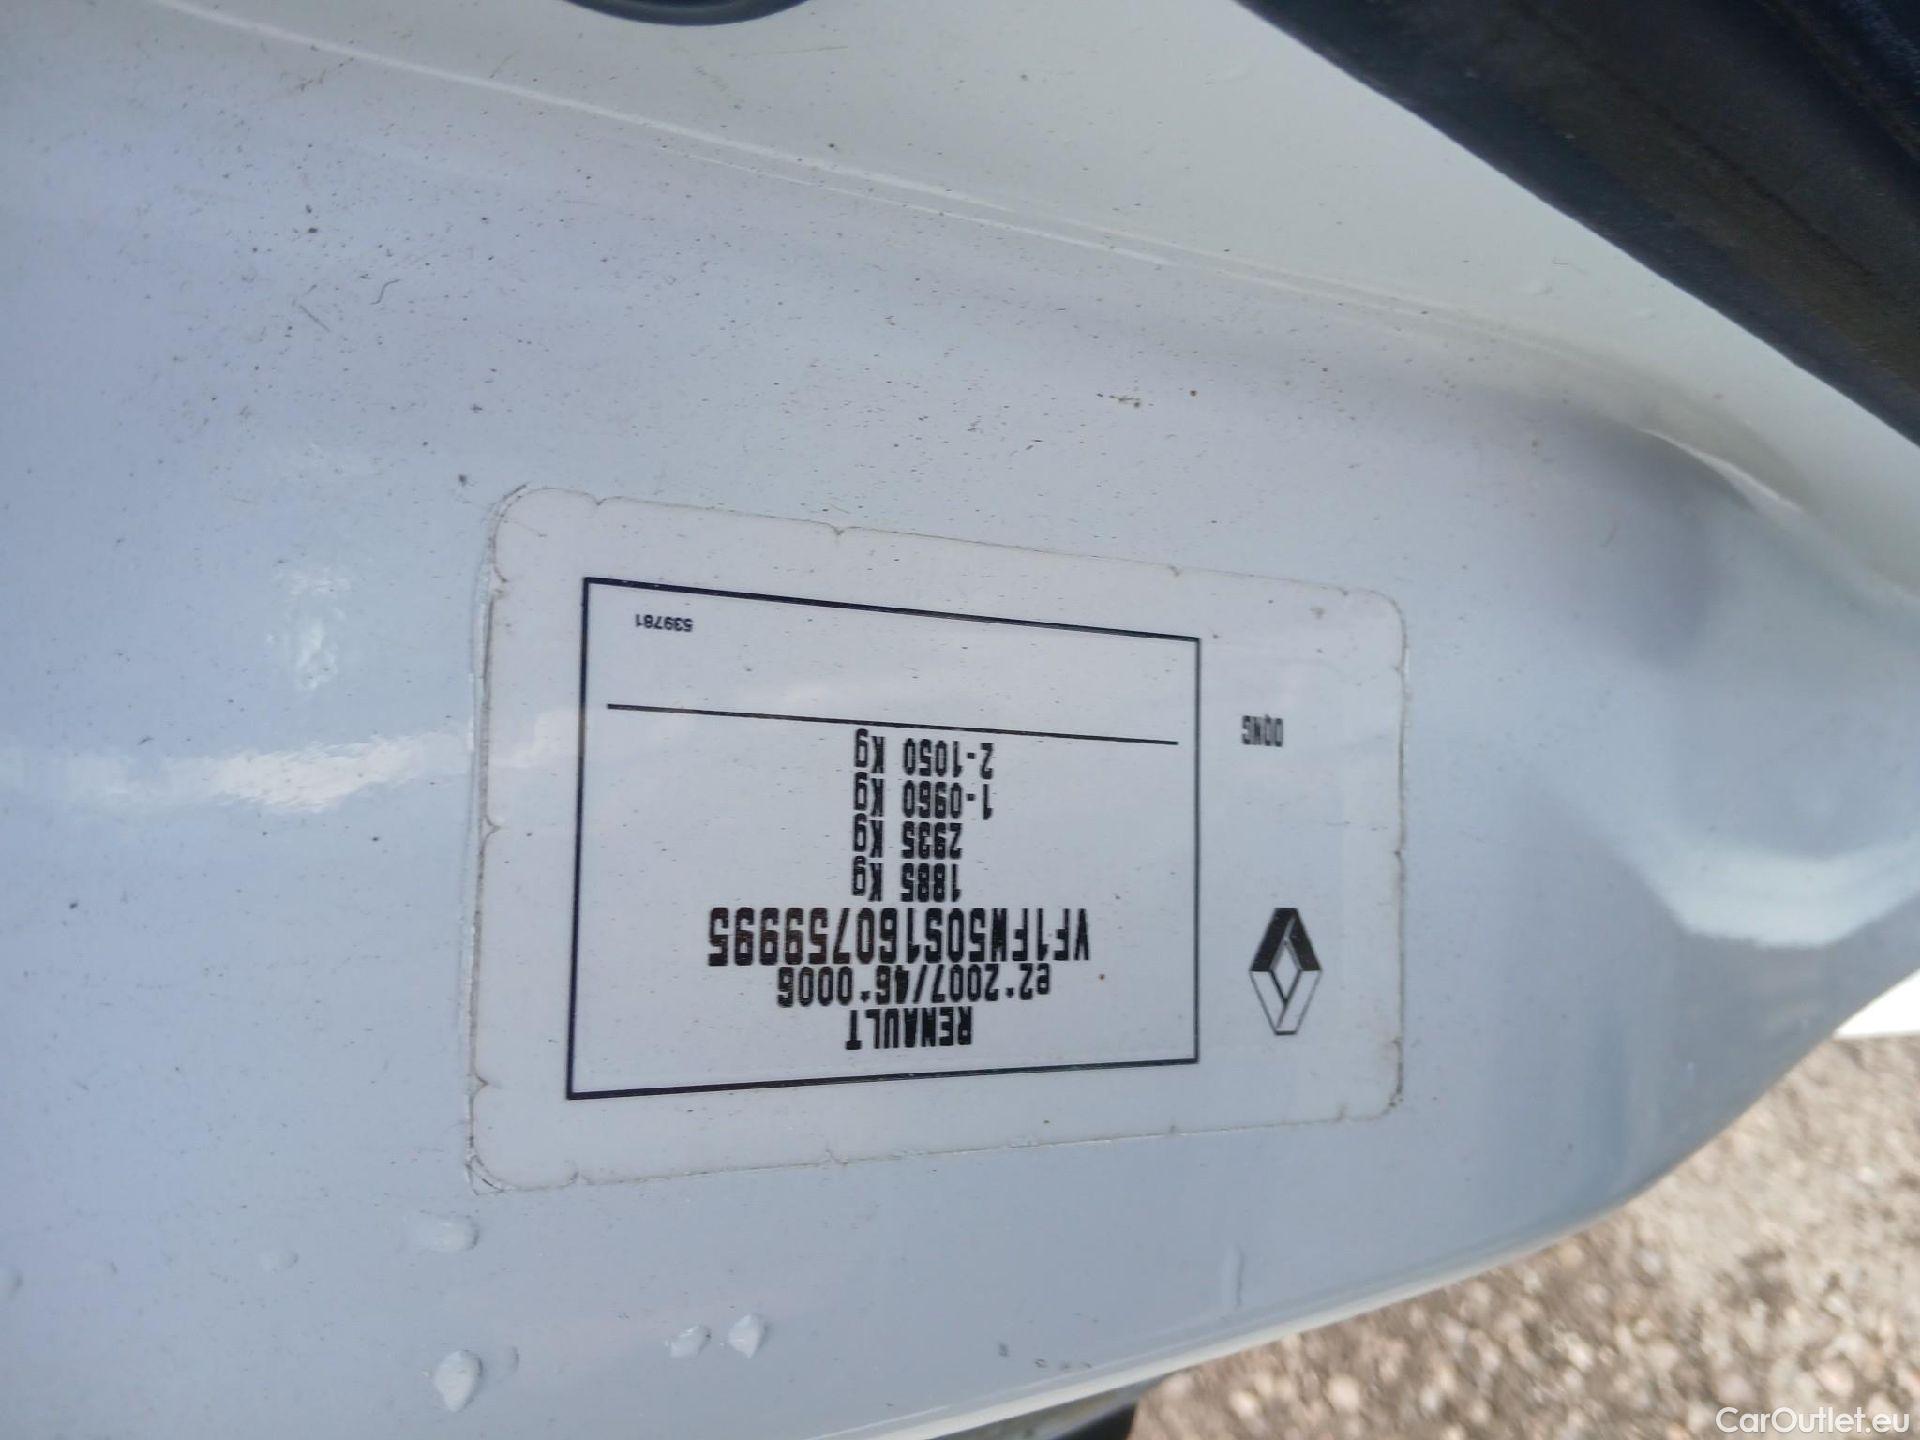 RENAULT
e2*2007/46*0006
VF1FW50S160759995
1885 Kg
2935 Kg
1-0960 Kg
2-1050 Kg
539781
DQNG
CarOutlet.eu